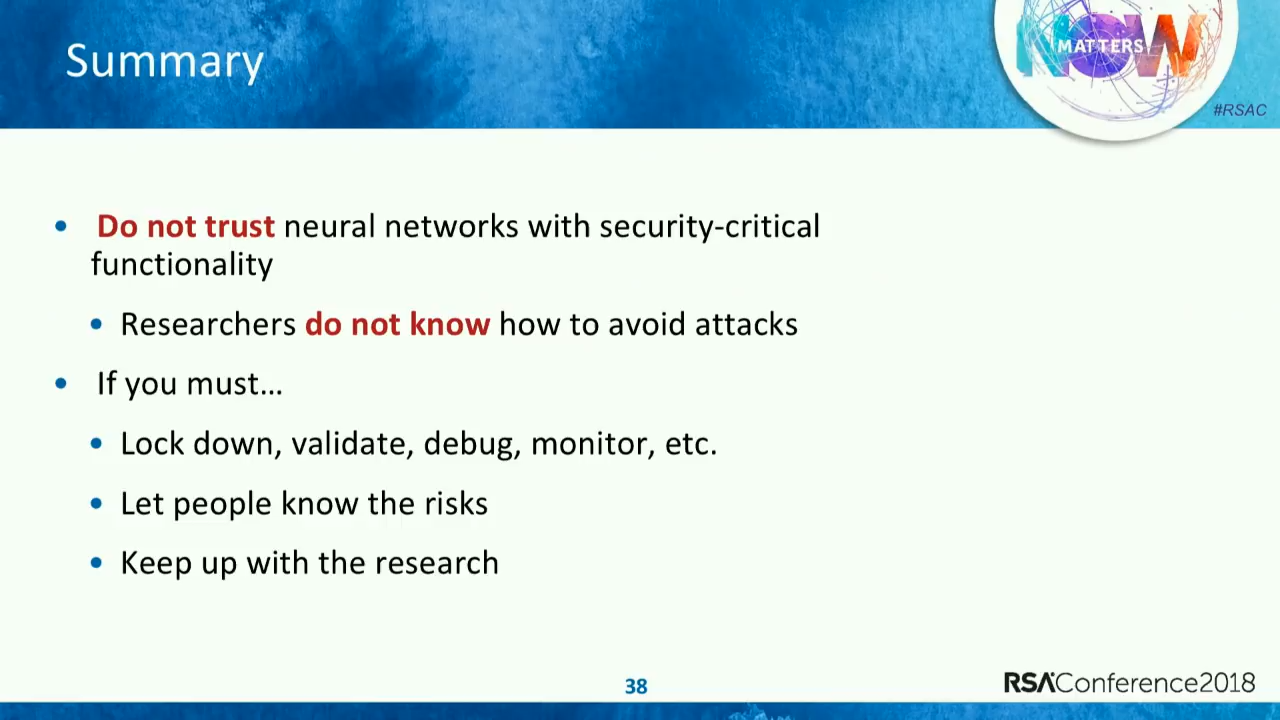 Summary
NOW
MATTERS
#RSAC
• Do not trust neural networks with security-critical
functionality
• Researchers do not know how to avoid attacks
• If you must…
• Lock down, validate, debug, monitor, etc.
• Let people know the risks
• Keep up with the research
38
RSAConference2018